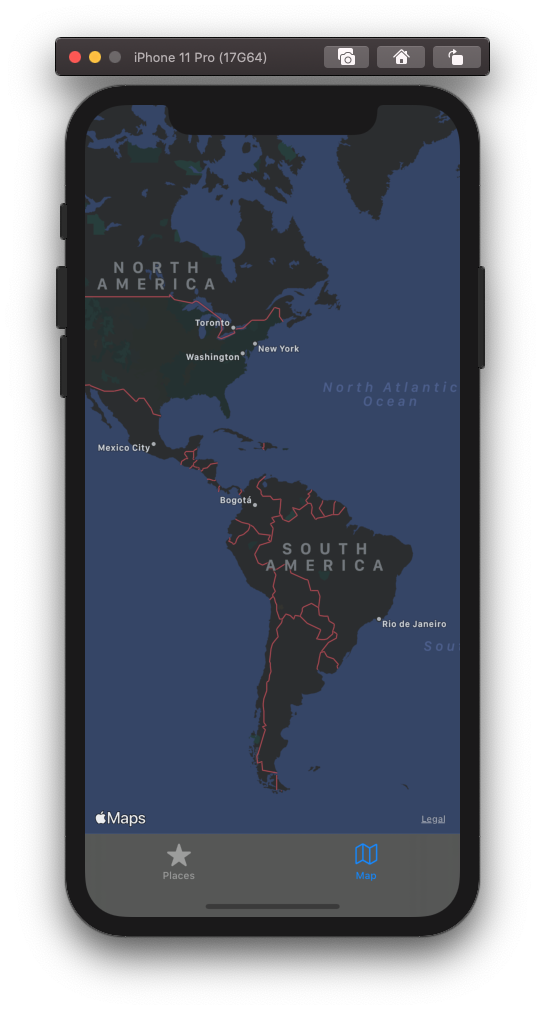 iPhone 11 Pro (17G64)
NORTH
AMERICA
Toronto
New York
Washington
North Atlantic
Ocean
Mexico City
Bogotá
SOUTH
AMERICA
Rio de Janeiro
Sou
Maps
Legal
Places
Map